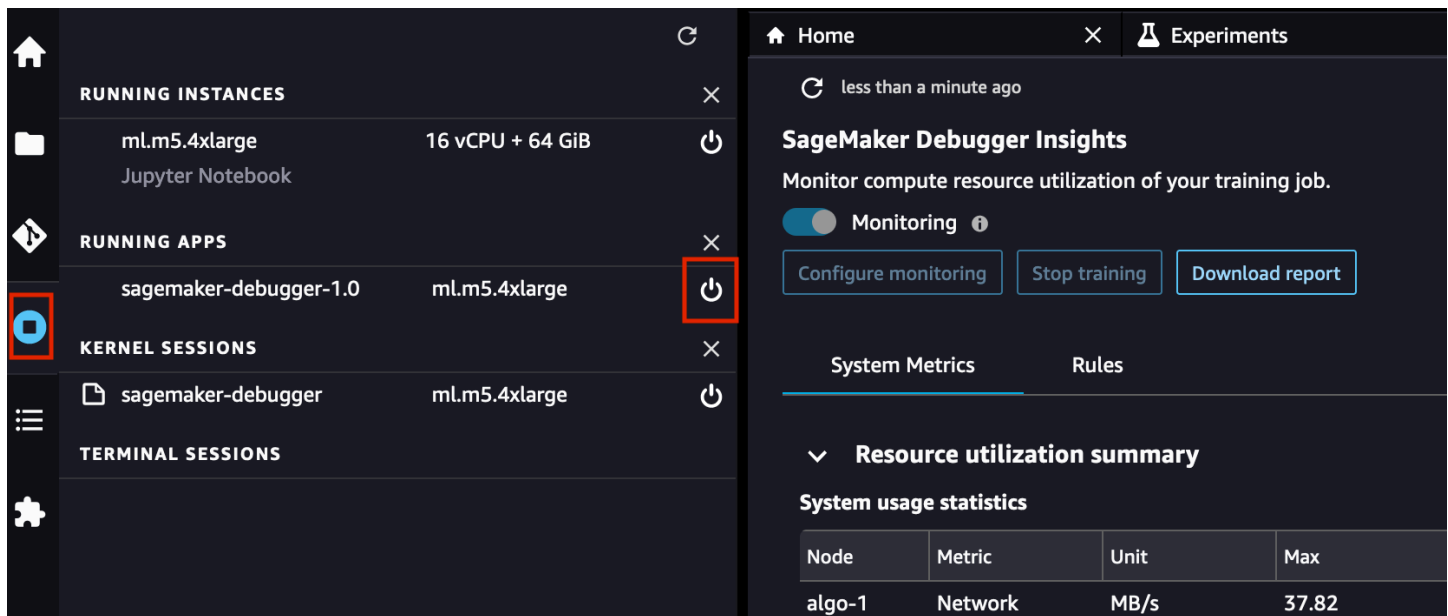 RUNNING INSTANCES
ml.m5.4xlarge 16 vCPU + 64 GiB
Jupyter Notebook
RUNNING APPS
sagemaker-debugger-1.0 ml.m5.4xlarge
KERNEL SESSIONS
sagemaker-debugger ml.m5.4xlarge
TERMINAL SESSIONS
Home Experiments
less than a minute ago
SageMaker Debugger Insights
Monitor compute resource utilization of your training job.
Monitoring
Configure monitoring Stop training Download report
System Metrics Rules
Resource utilization summary
System usage statistics
Node Metric Unit Max
algo-1 Network MB/s 37.82